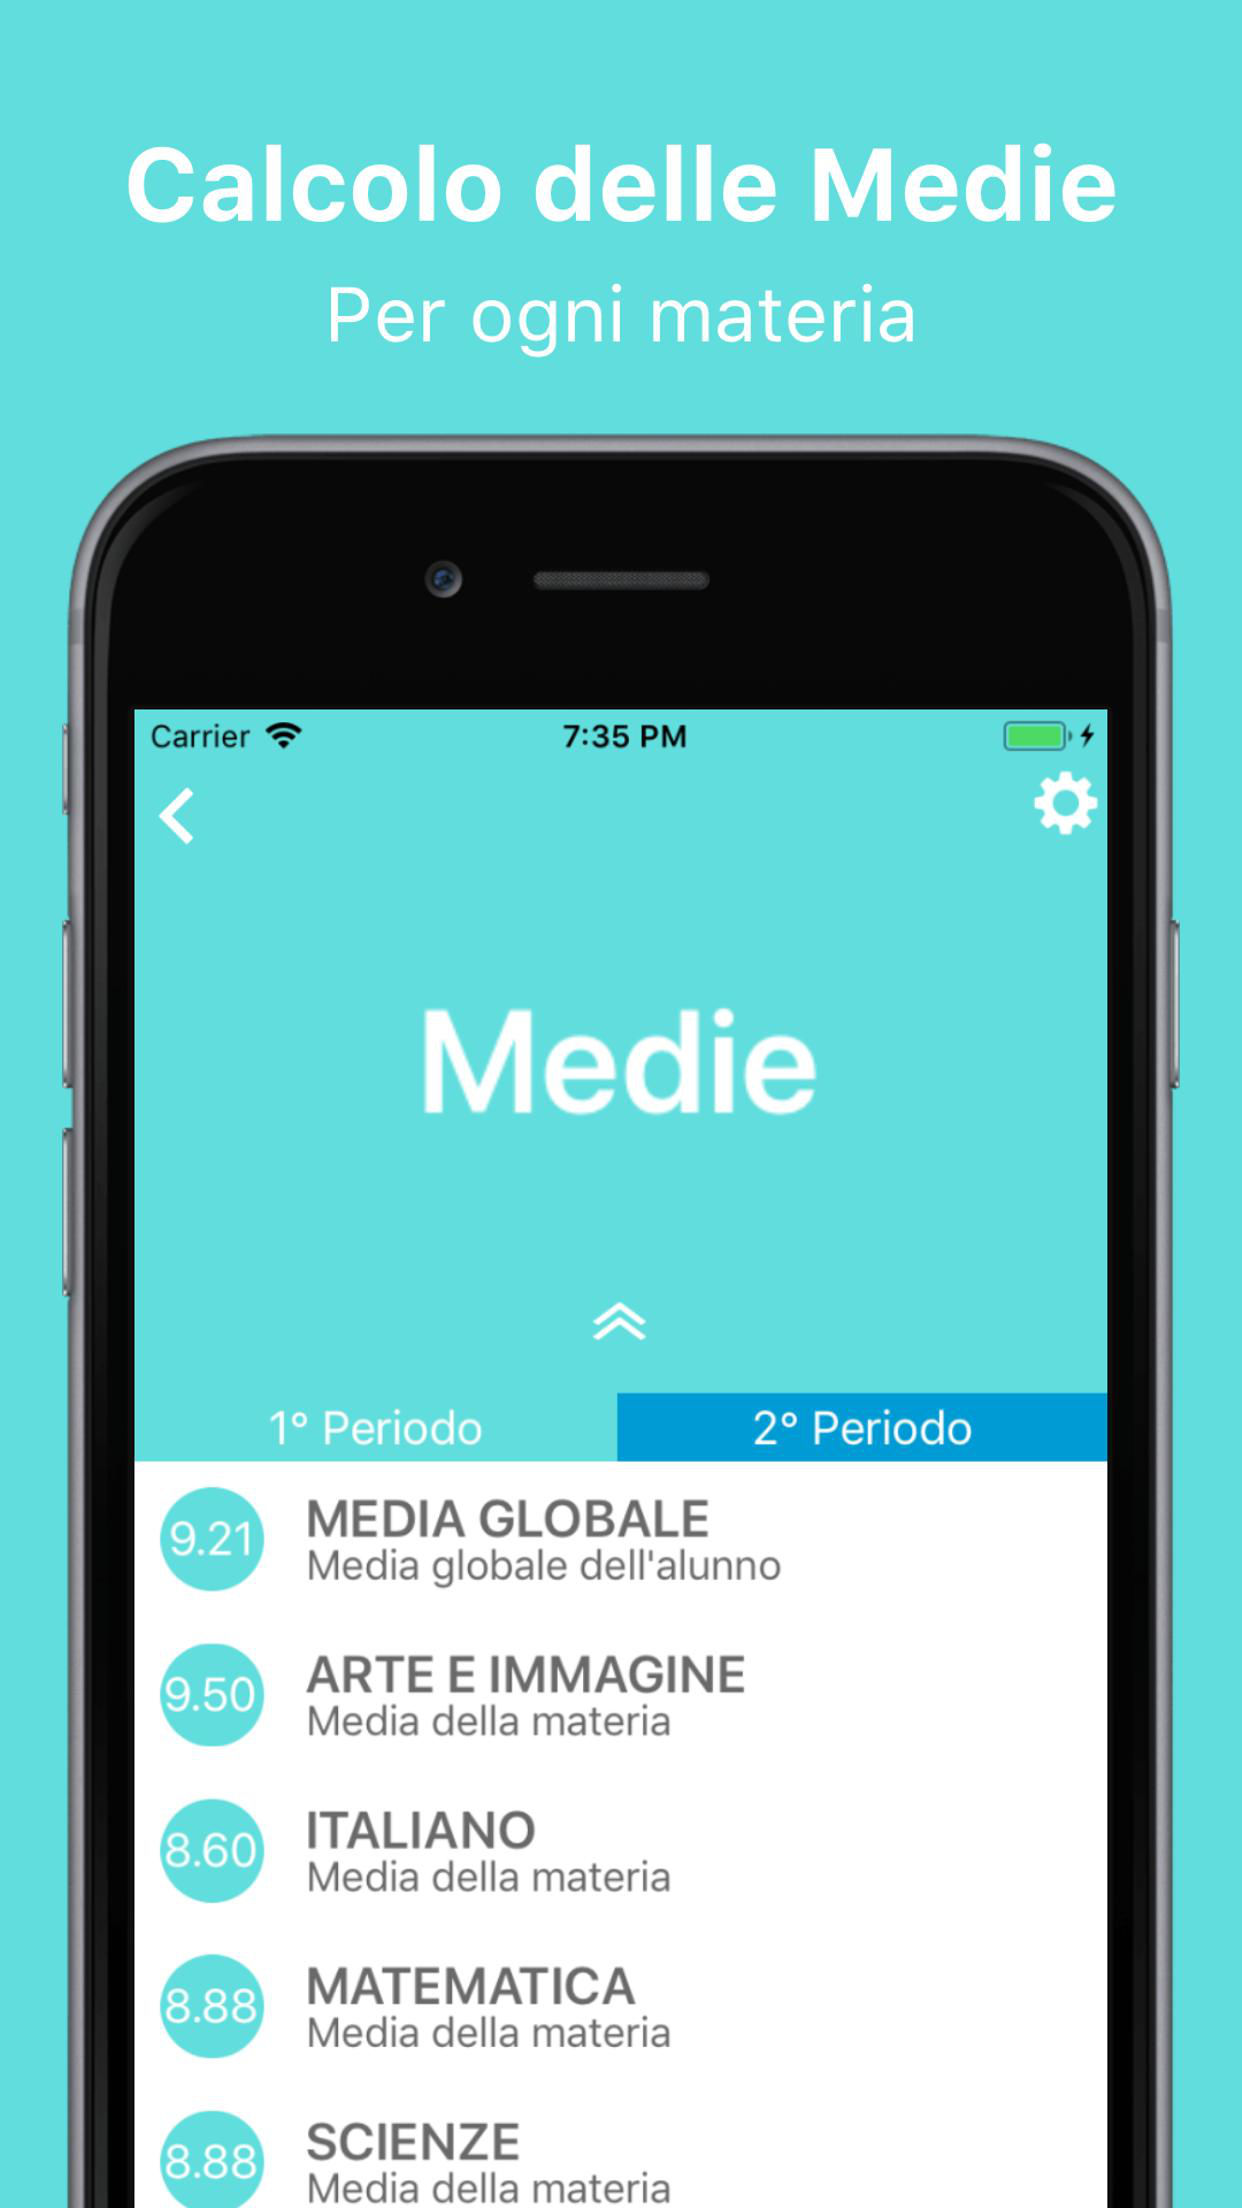 Calcolo delle Medie
Per ogni materia
Carrier 7:35 PM
Medie
1° Periodo 2° Periodo
9.21 MEDIA GLOBALE
Media globale dell'alunno
9.50 ARTE E IMMAGINE
Media della materia
8.60 ITALIANO
Media della materia
8.88 MATEMATICA
Media della materia
8.88 SCIENZE
Media della materia